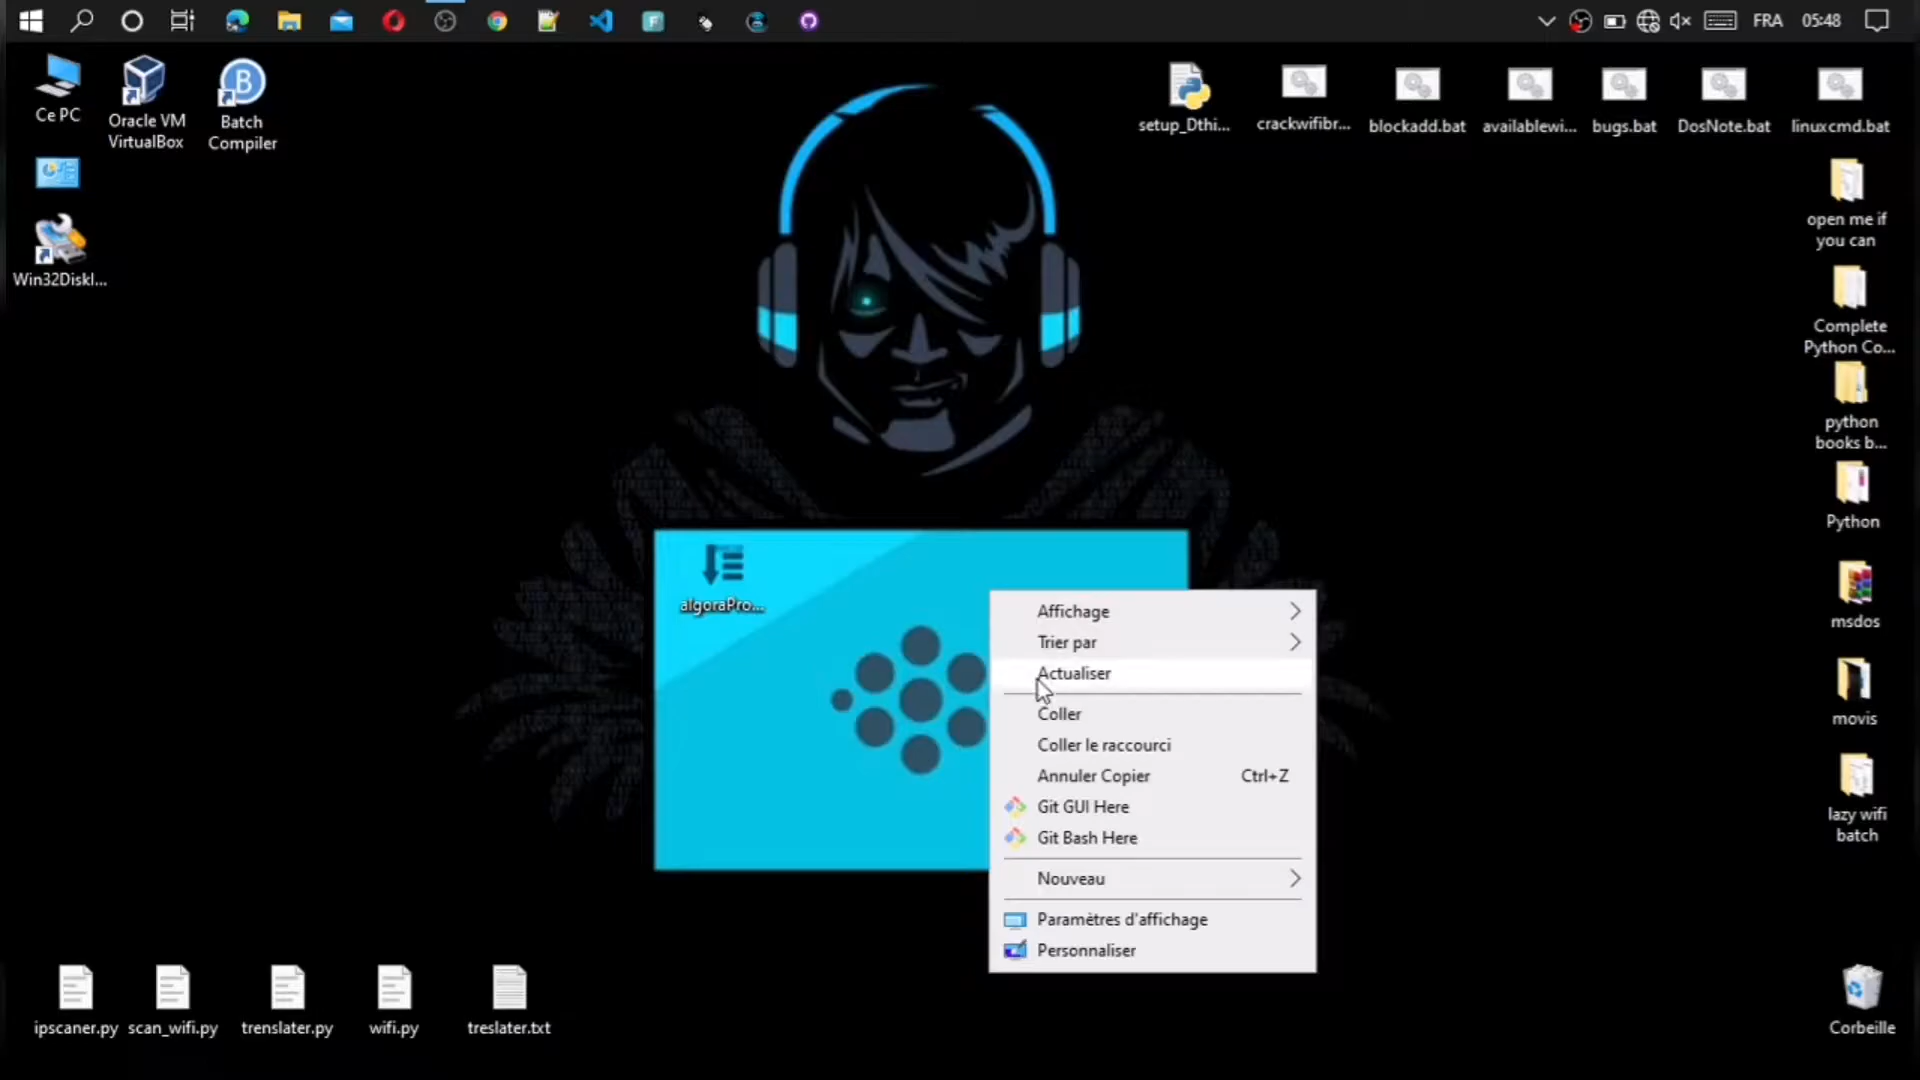 FRA
05:48
Ce PC
Oracle VM
VirtualBox
Batch
Compiler
Win32DiskI...
setup_Dthi...
crackwifibr...
blockadd.bat
availablewi...
bugs.bat
DosNote.bat
linuxcmd.bat
open me if
you can
Complete
Python Co...
python
books b...
Python
msdos
movis
lazy wifi
batch
algoraPro...
Affichage
Trier par
Actualiser
Coller
Coller le raccourci
Annuler Copier Ctrl+Z
Git GUI Here
Git Bash Here
Nouveau
Paramètres d'affichage
Personnaliser
ipscaner.py
scan_wifi.py
trenslater.py
wifi.py
treslater.txt
Corbeille